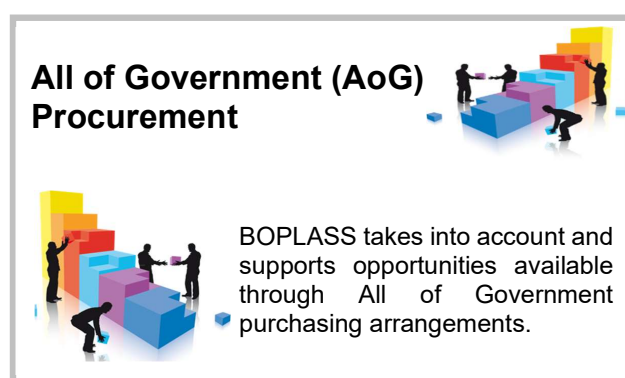 All of Government (AoG)
Procurement
BOPLASS takes into account and
supports opportunities available
through All of Government
purchasing arrangements.